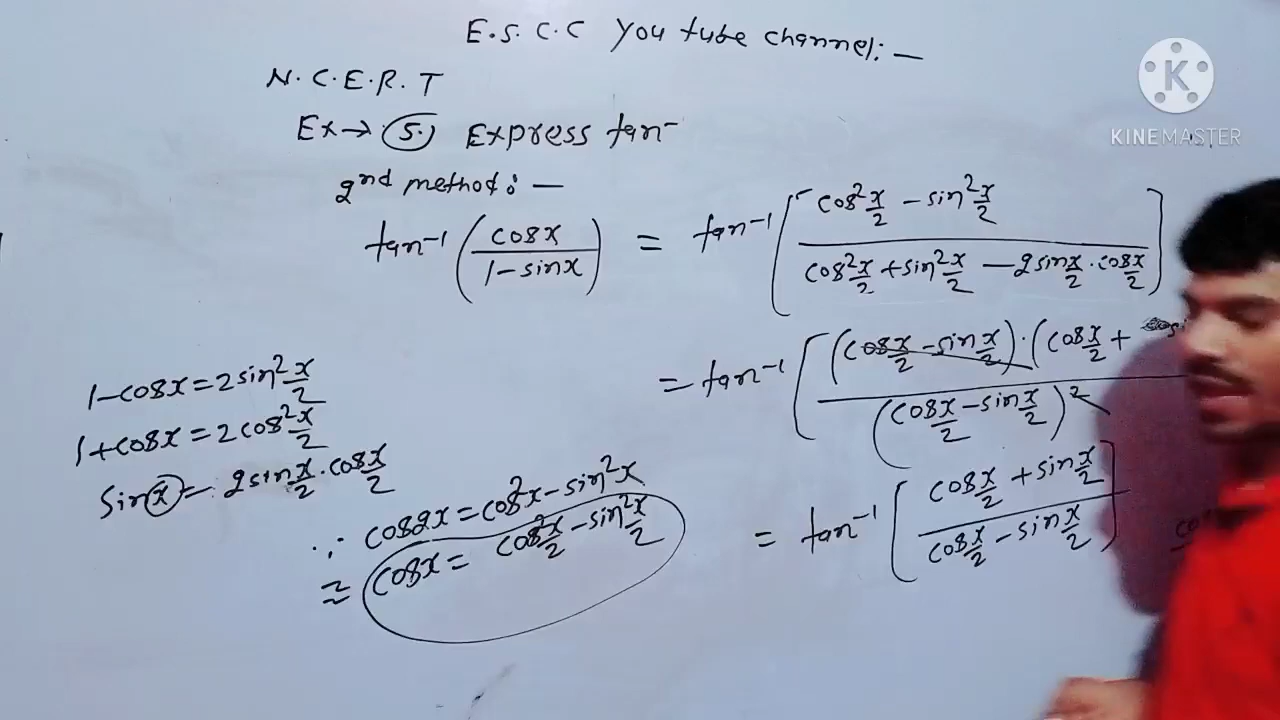 E.S.C.C You tube channel:—
N.C.E.R.T
KINEMASTER
Ex→ (5.) Express tan⁻
2nd method:—
tan⁻¹(cosx/(1-sinx)) = tan⁻¹[(cos²x/2 - sin²x/2)/(cos²x/2 + sin²x/2 - 2sinx/2·cosx/2)]
= tan⁻¹[((cosx/2 - sinx/2)·(cosx/2 +
(cosx/2 - sinx/2)²
1-cosx = 2sin²x/2
1+cosx = 2cos²x/2
Sinx = 2sinx/2·cosx/2
= tan⁻¹[(cosx/2 + sinx/2)/(cosx/2 - sinx/2)]
∵ cos2x = cos²x - sin²x
cosx = cos²x/2 - sin²x/2